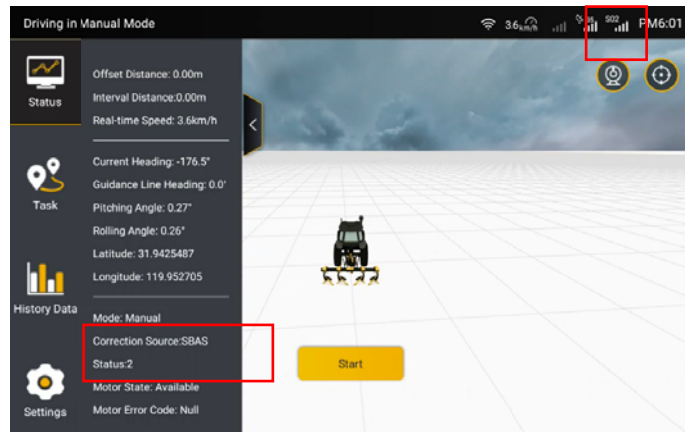 Driving in Manual Mode
3.6km/h
S02
PM6:01
Status
Offset Distance: 0.00m
Interval Distance:0.00m
Real-time Speed: 3.6km/h
Task
Current Heading: -176.5°
Guidance Line Heading: 0.0°
Pitching Angle: 0.27°
Rolling Angle: 0.26°
Latitude: 31.9425487
Longitude: 119.952705
History Data
Mode: Manual
Correction Source:SBAS
Status:2
Motor State: Available
Motor Error Code: Null
Settings
Start